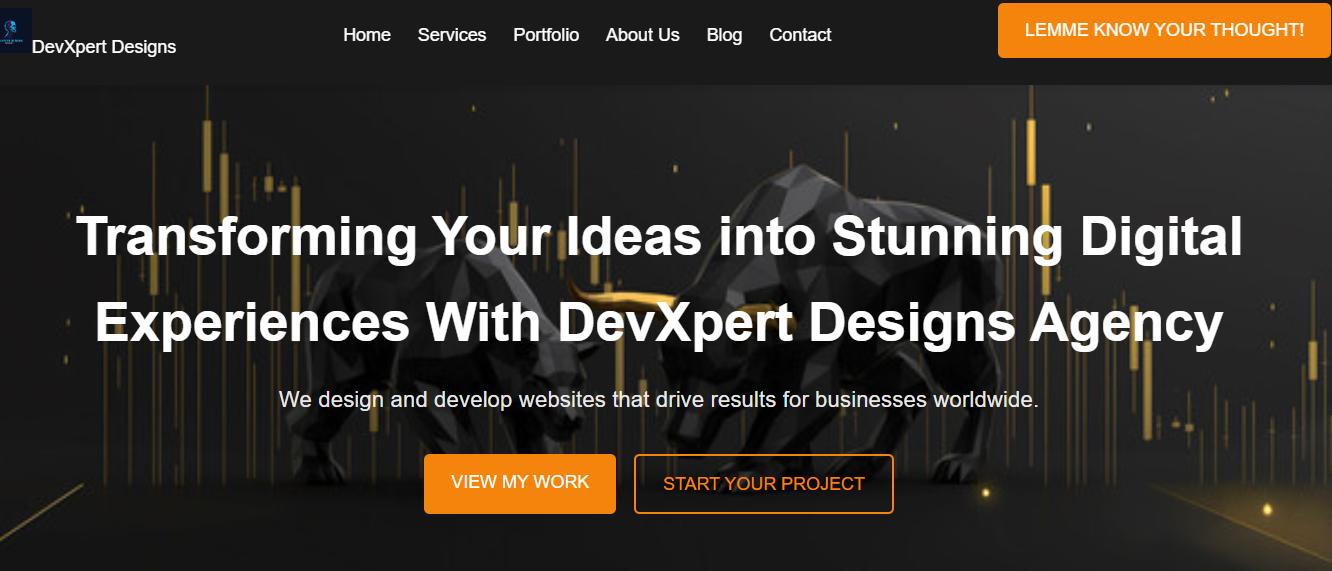 DevXpert Designs
Home Services Portfolio About Us Blog Contact
LEMME KNOW YOUR THOUGHT!
Transforming Your Ideas into Stunning Digital
Experiences With DevXpert Designs Agency
We design and develop websites that drive results for businesses worldwide.
VIEW MY WORK
START YOUR PROJECT